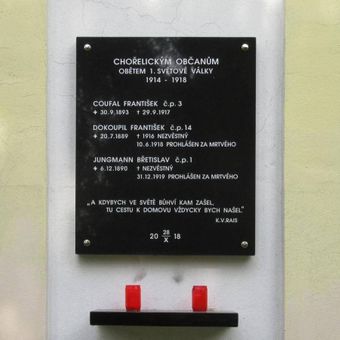 CHOŘELICKÝM OBČANŮM
OBĚTEM 1. SVĚTOVÉ VÁLKY
1914 - 1918
COUFAL FRANTIŠEK č.p. 3
+ 30.9.1893 † 29.9.1917
DOKOUPIL FRANTIŠEK č.p. 14
+ 20.7.1889 † 1916 NEZVĚSTNÝ
10.6.1918 PROHLÁŠEN ZA MRTVÉHO
JUNGMANN BŘETISLAV č.p. 1
+ 6.12.1890 † NEZVĚSTNÝ
31.12.1919 PROHLÁŠEN ZA MRTVÉHO
„A KDYBYCH VE SVĚTĚ BŮHVÍ KAM ZAŠEL,
TU CESTU K DOMOVU VŽDYCKY BYCH NAŠEL."
K.V.RAIS
20 28/X 18